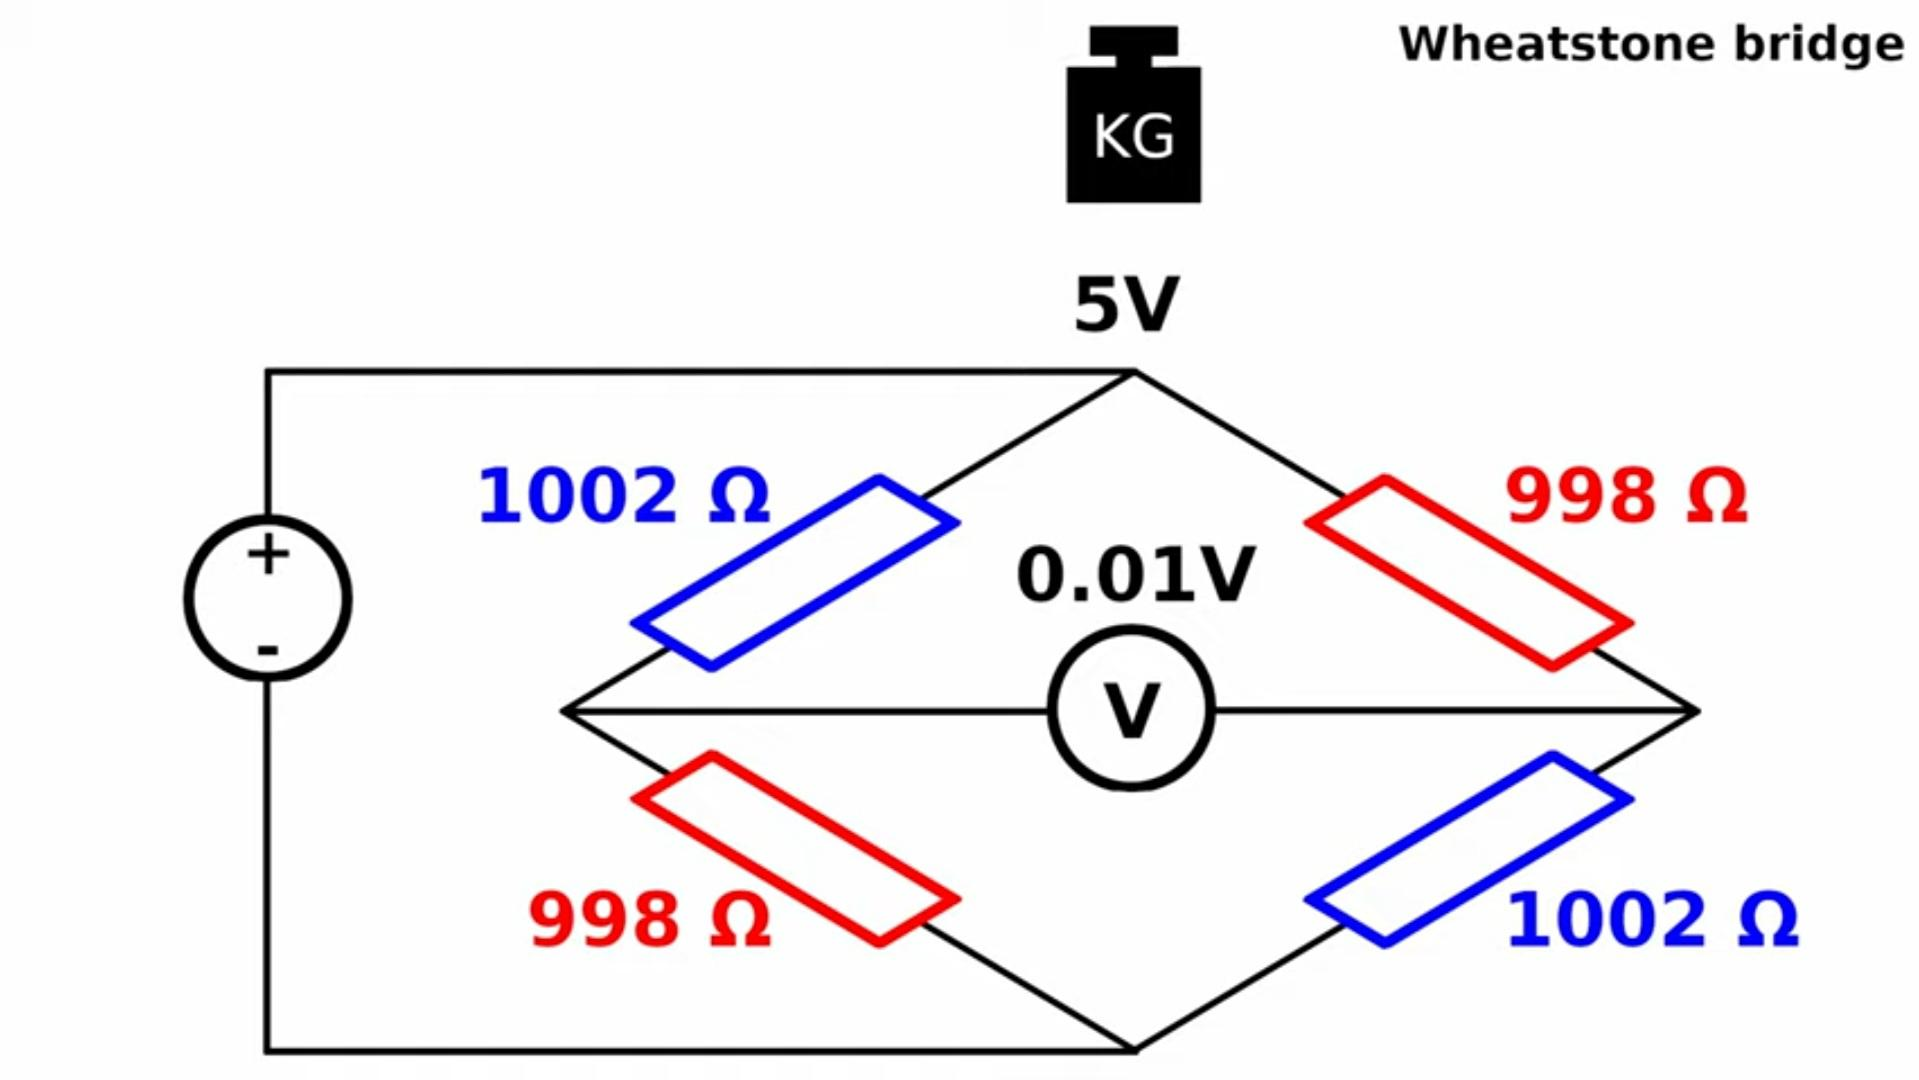 Wheatstone bridge
KG
5V
1002 Ω
998 Ω
+
0.01V
-
V
998 Ω
1002 Ω